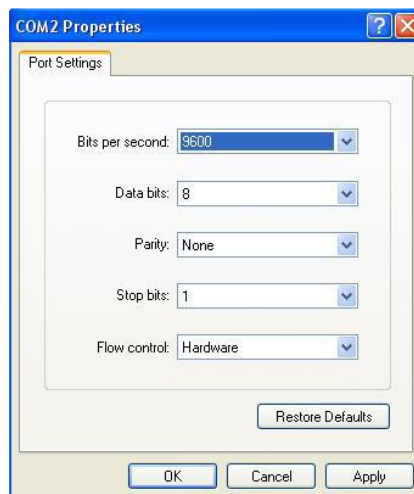 COM2 Properties
Port Settings
Bits per second: 9600
Data bits: 8
Parity: None
Stop bits: 1
Flow control: Hardware
Restore Defaults
OK Cancel Apply